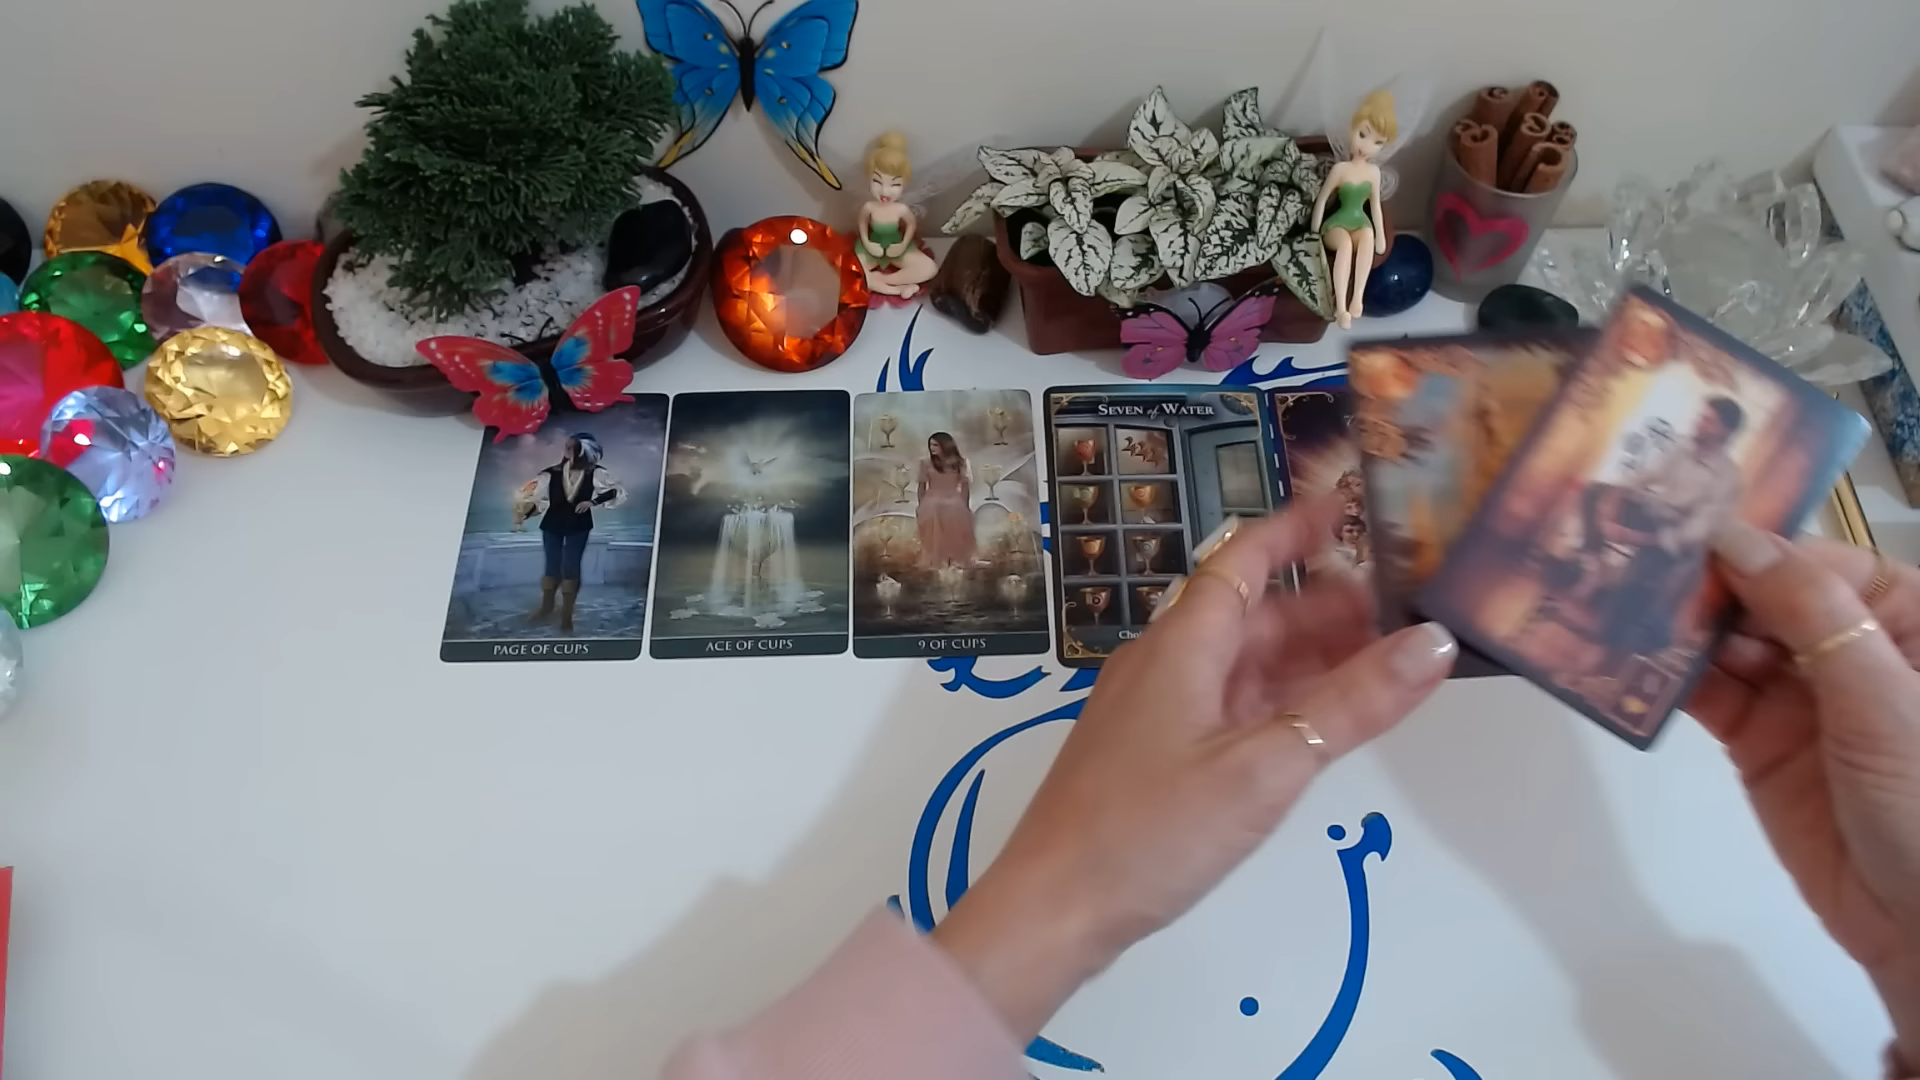 PAGE OF CUPS
ACE OF CUPS
9 OF CUPS
SEVEN of WATER